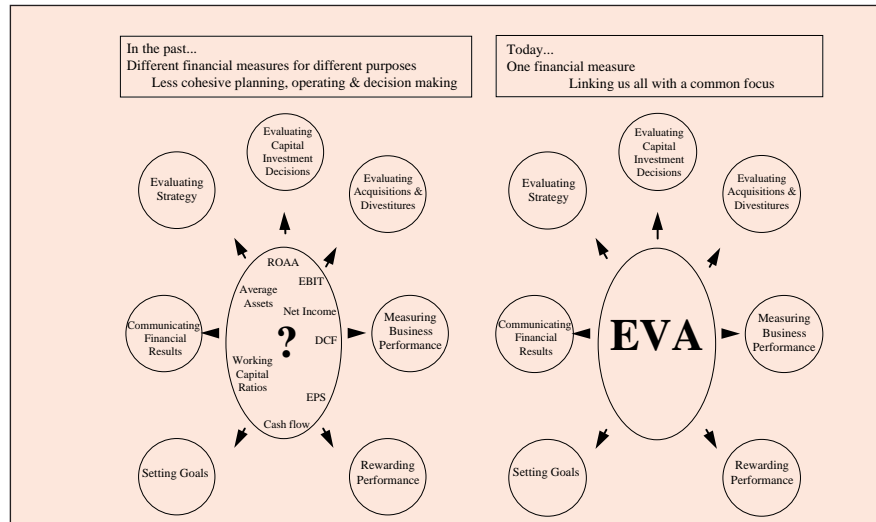 In the past...
Different financial measures for different purposes
Less cohesive planning, operating & decision making
Evaluating
Capital
Investment
Decisions
Evaluating
Strategy
Evaluating
Acquisitions &
Divestitures
ROAA
EBIT
Average
Assets
Net Income
?
DCF
Working
Capital
Ratios
EPS
Cash flow
Communicating
Financial
Results
Measuring
Business
Performance
Setting Goals
Rewarding
Performance
Today...
One financial measure
Linking us all with a common focus
Evaluating
Capital
Investment
Decisions
Evaluating
Strategy
Evaluating
Acquisitions &
Divestitures
EVA
Communicating
Financial
Results
Measuring
Business
Performance
Setting Goals
Rewarding
Performance